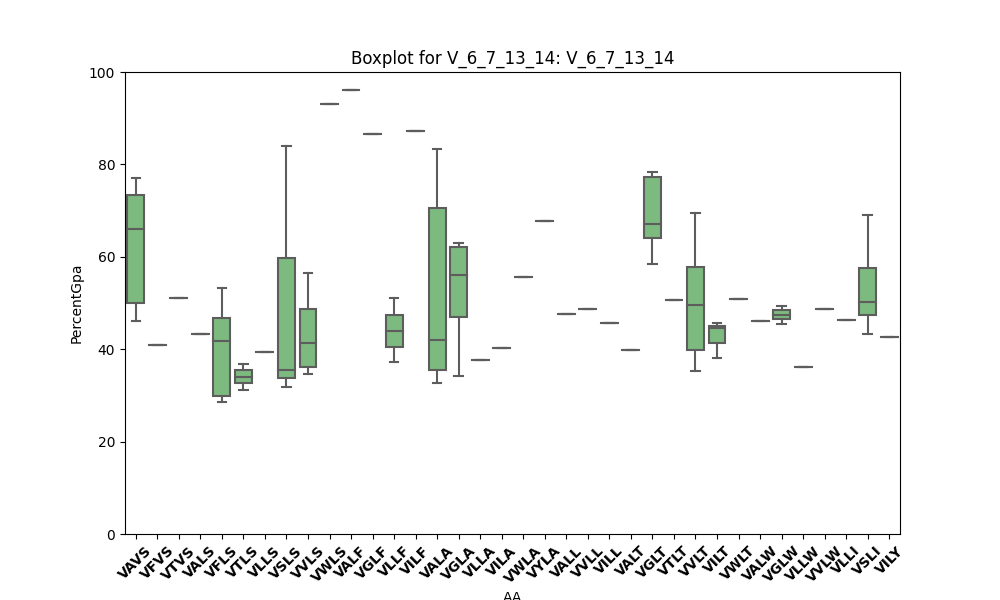 Boxplot for V_6_7_13_14: V_6_7_13_14
PercentGpa
100
80
60
40
20
0
VAVS VFVS VTVS VALS VFLS VTLS VLLS VSLS VVLS VWLS VALF VGLF VLLF VILF VALA VGLA VLLA VILA VWLA VYLA VALL VVLL VILL VALT VGLT VTLT VVLT VILT VWLT VALW VGLW VLLW VVLW VLLI VSLI VILY
AA